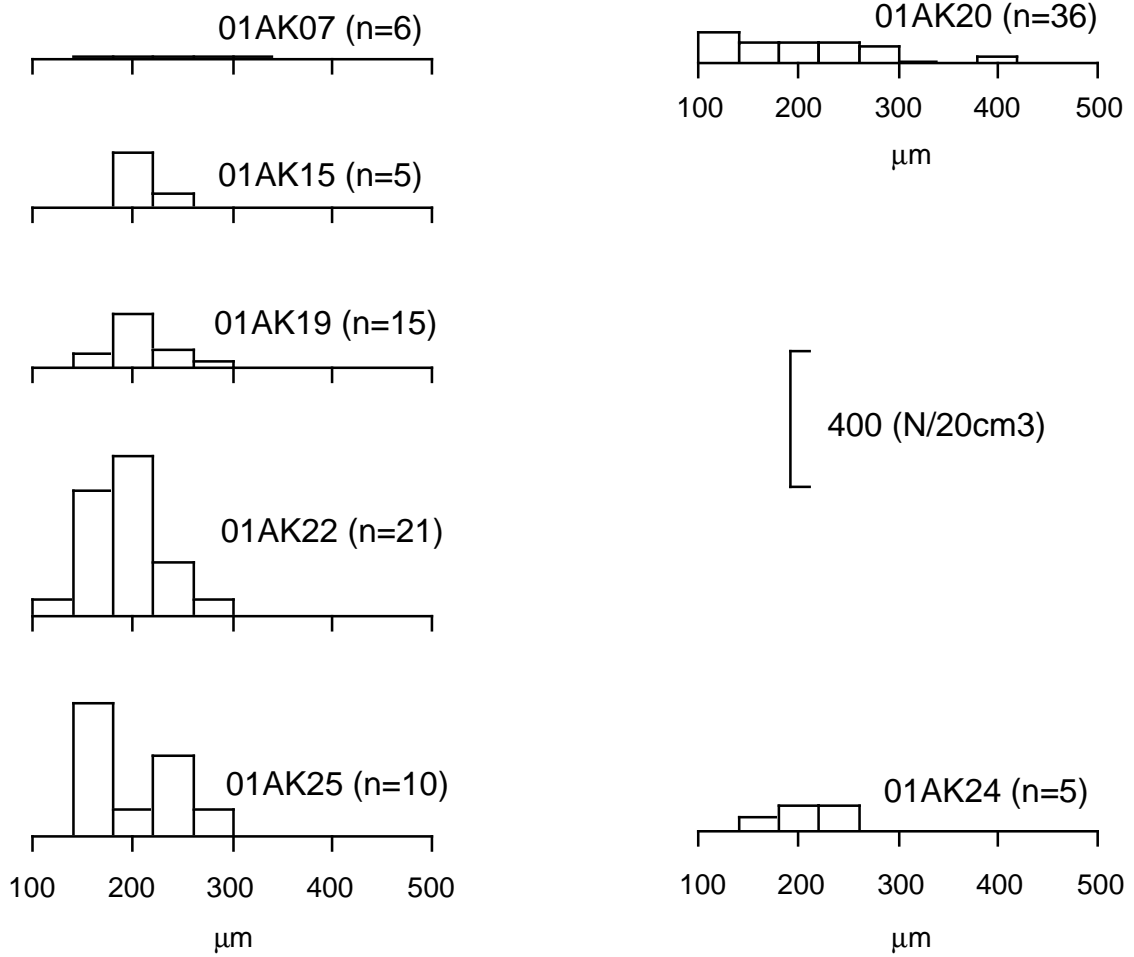 01AK07 (n=6)
01AK15 (n=5)
01AK19 (n=15)
01AK22 (n=21)
01AK25 (n=10)
100 200 300 400 500
μm
01AK20 (n=36)
100 200 300 400 500
μm
400 (N/20cm3)
01AK24 (n=5)
100 200 300 400 500
μm